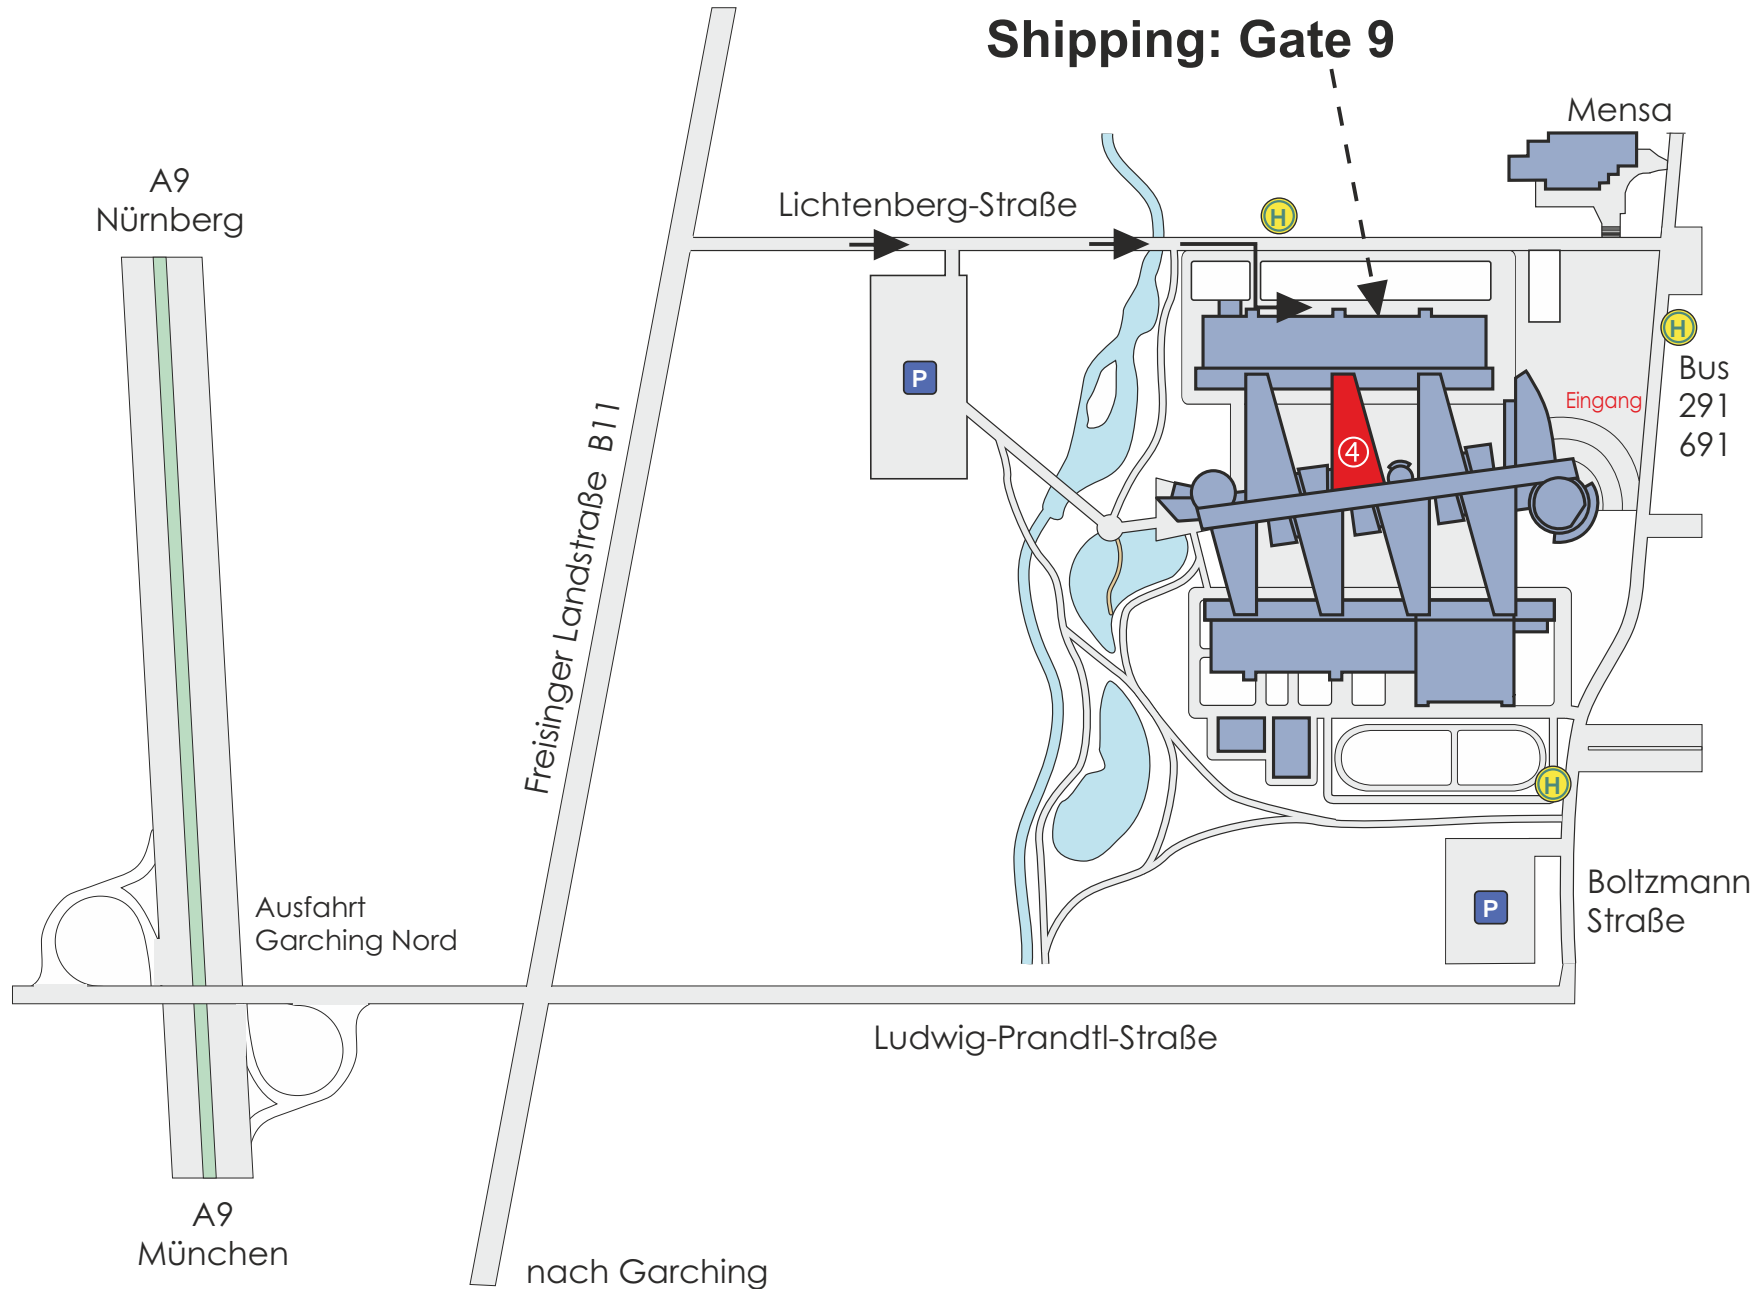 Shipping: Gate 9
Mensa
A9
Nürnberg
Lichtenberg-Straße
H
H
Bus
291
691
P
Eingang
4
Freisinger Landstraße B11
H
Ausfahrt
Garching Nord
P
Boltzmann
Straße
Ludwig-Prandtl-Straße
A9
München
nach Garching